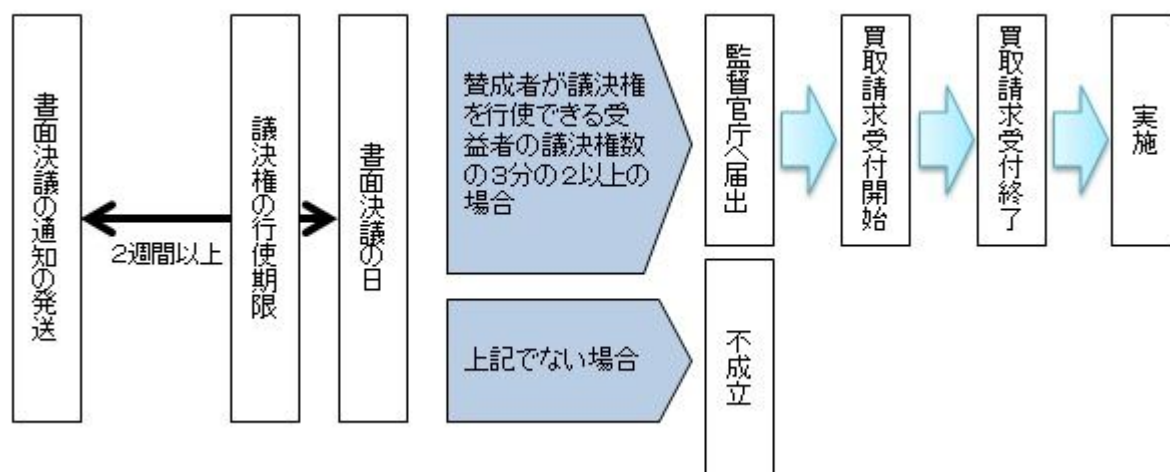 書面決議の通知の発送
2週間以上
議決権の行使期限
書面決議の日
賛成者が議決権
を行使できる受
益者の議決権数
の3分の2以上の
場合
上記でない場合
監督官庁へ届出
不成立
買取請求受付開始
買取請求受付終了
実施